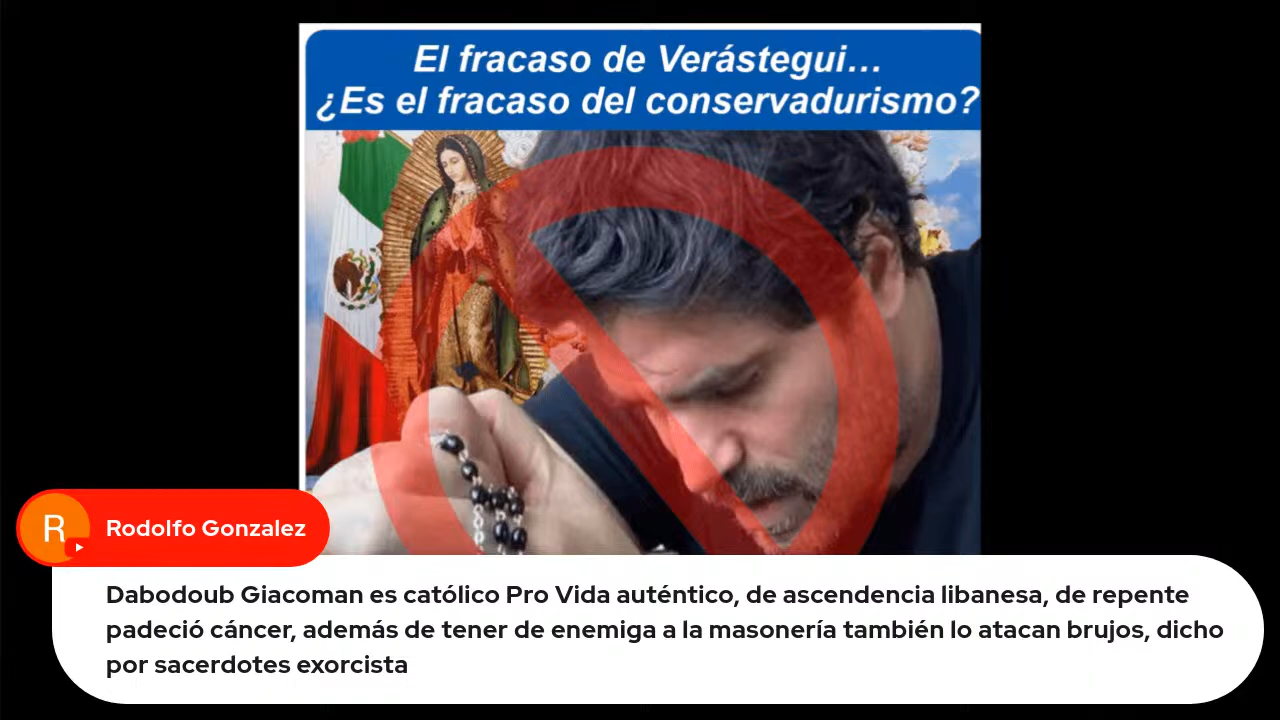 El fracaso de Verástegui...
¿Es el fracaso del conservadurismo?
R
Rodolfo Gonzalez
Dabodoub Giacoman es católico Pro Vida auténtico, de ascendencia libanesa, de repente
padeció cáncer, además de tener de enemiga a la masonería también lo atacan brujos, dicho
por sacerdotes exorcista